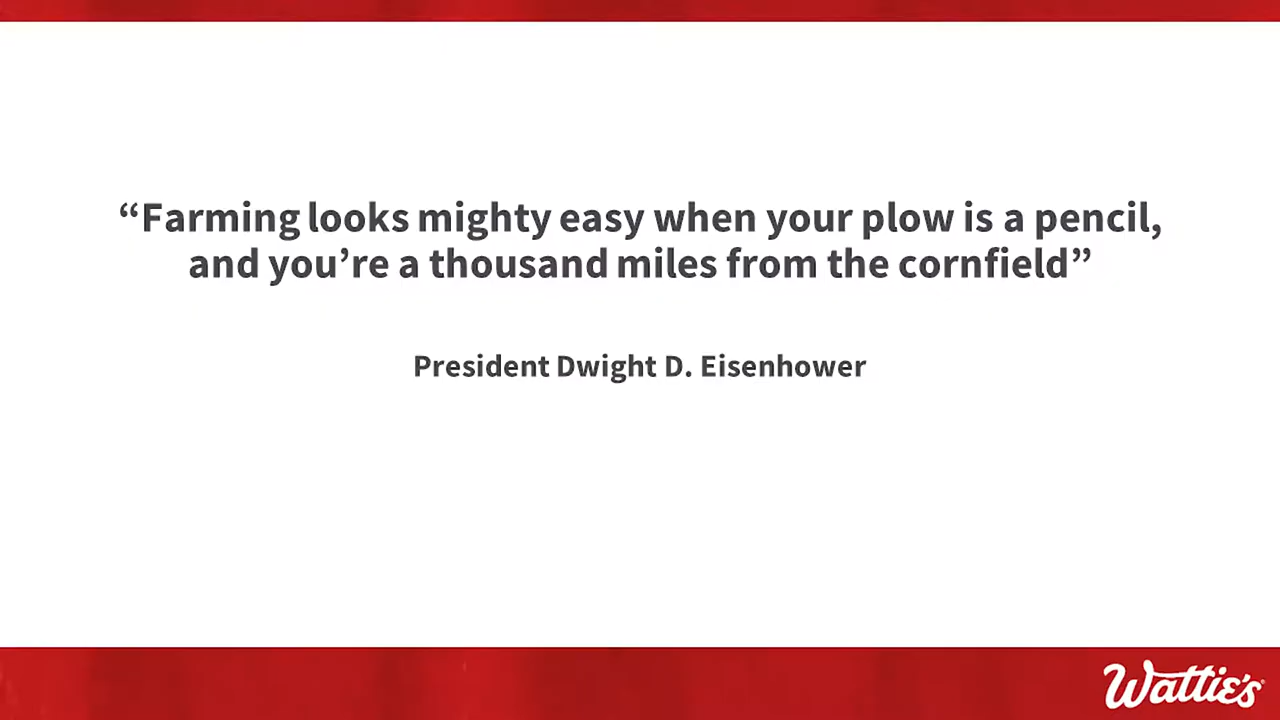 “Farming looks mighty easy when your plow is a pencil,
and you’re a thousand miles from the cornfield”
President Dwight D. Eisenhower
Wattie's